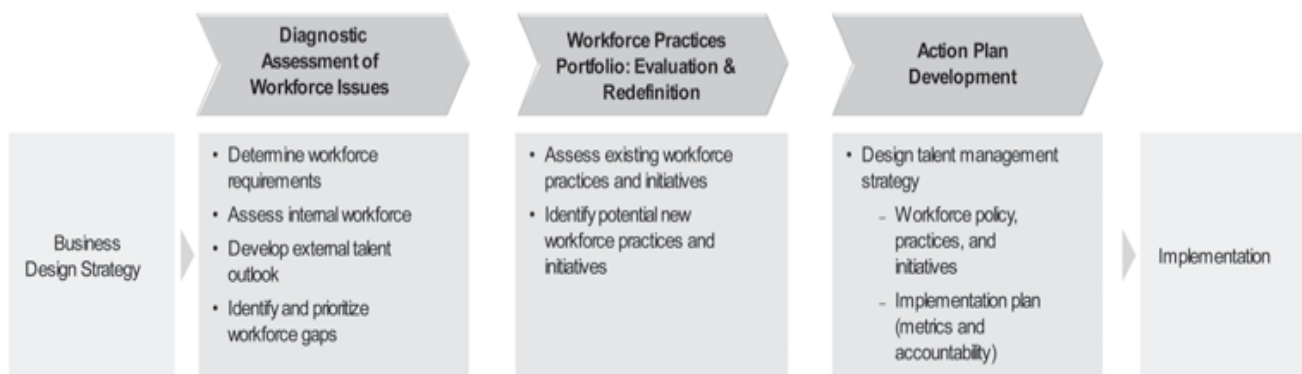 Diagnostic
Assessment of
Workforce Issues
Workforce Practices
Portfolio: Evaluation &
Redefinition
Action Plan
Development
Business
Design Strategy
• Determine workforce
requirements
• Assess internal workforce
• Develop external talent
outlook
• Identify and prioritize
workforce gaps
• Assess existing workforce
practices and initiatives
• Identify potential new
workforce practices and
initiatives
• Design talent management
strategy
– Workforce policy,
practices, and
initiatives
– Implementation plan
(metrics and
accountability)
Implementation